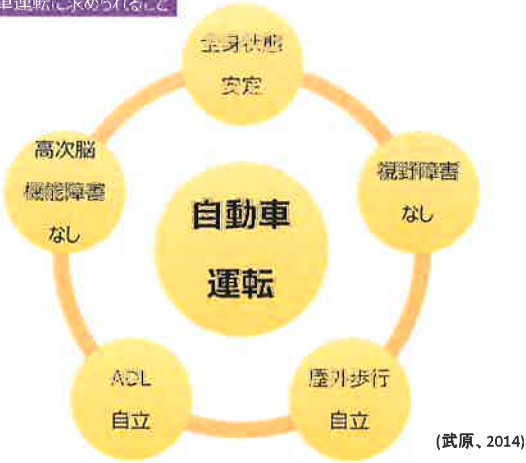 車運転に求められること
全身状態
安定
高次脳
機能障害
なし
視野障害
なし
自動車
運転
ADL
自立
屋外歩行
自立
(武原、2014)